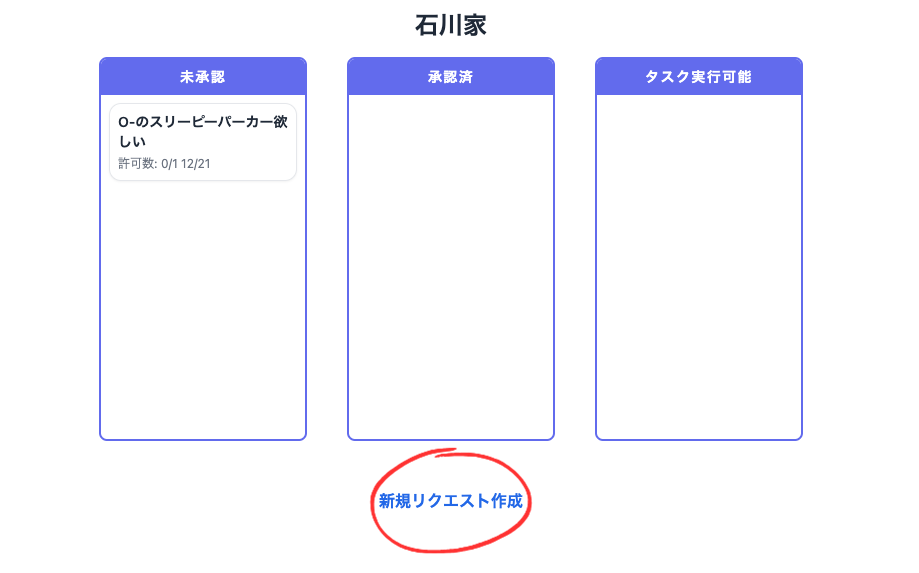 石川家
未承認
承認済
タスク実行可能
O-のスリーピーパーカー欲
しい
許可数: 0/1 12/21
新規リクエスト作成